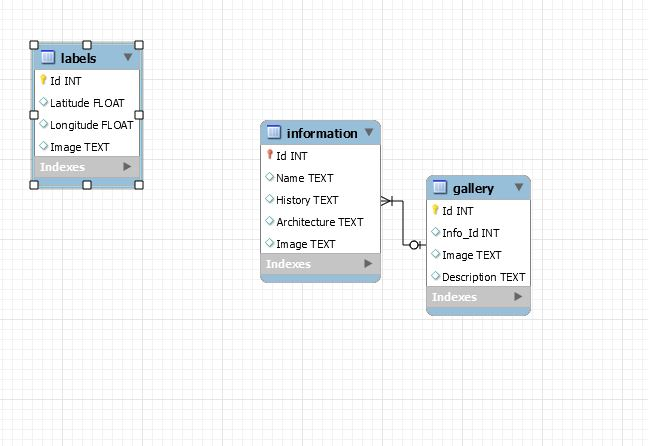 labels
Id INT
Latitude FLOAT
Longitude FLOAT
Image TEXT
Indexes
information
Id INT
Name TEXT
History TEXT
Architecture TEXT
Image TEXT
Indexes
gallery
Id INT
Info_Id INT
Image TEXT
Description TEXT
Indexes